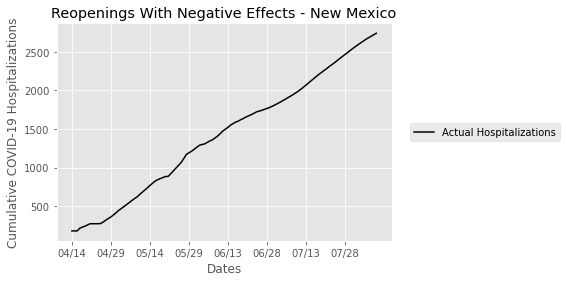 Reopenings With Negative Effects - New Mexico
Cumulative COVID-19 Hospitalizations
2500
2000
1500
1000
500
04/14 04/29 05/14 05/29 06/13 06/28 07/13 07/28
Dates
Actual Hospitalizations